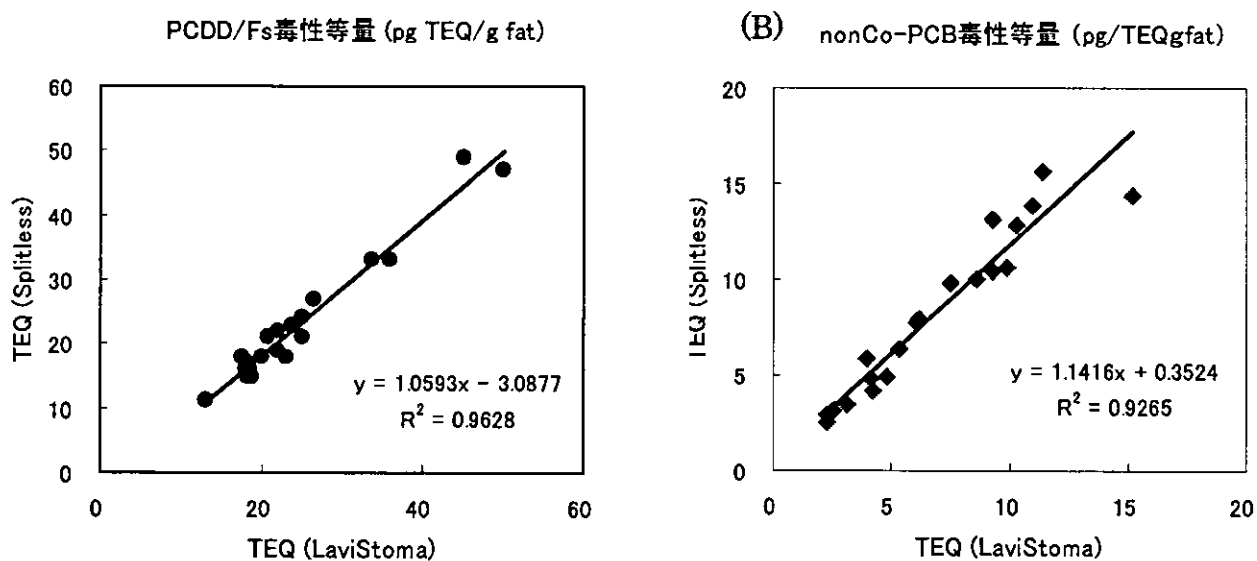 PCDD/Fs毒性等量 (pg TEQ/g fat)
60
50
40
30
20
10
0
TEQ (Splitless)
y = 1.0593x − 3.0877
R² = 0.9628
0 20 40 60
TEQ (LaviStoma)
(B) nonCo-PCB毒性等量 (pg/TEQgfat)
20
15
10
5
0
TEQ (Splitless)
y = 1.1416x + 0.3524
R² = 0.9265
0 5 10 15 20
TEQ (LaviStoma)